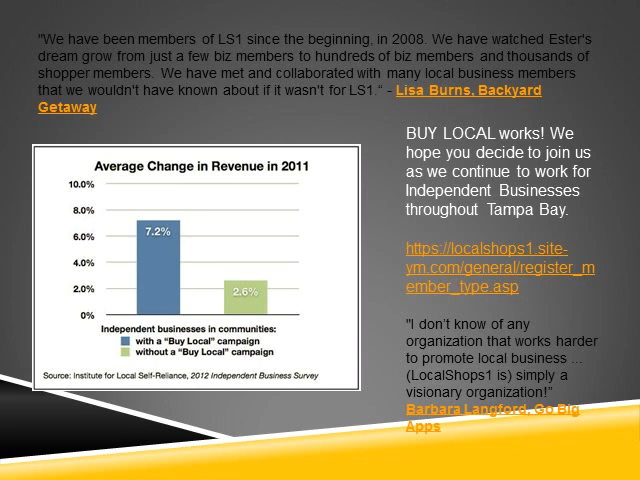 "We have been members of LS1 since the beginning, in 2008. We have watched Ester's
dream grow from just a few biz members to hundreds of biz members and thousands of
shopper members. We have met and collaborated with many local business members
that we wouldn't have known about if it wasn't for LS1.“ - Lisa Burns, Backyard
Getaway
Average Change in Revenue in 2011
10.0%
8.0%
6.0%
4.0%
2.0%
0%
7.2%
2.6%
Independent businesses in communities:
with a “Buy Local” campaign
without a “Buy Local” campaign
Source: Institute for Local Self-Reliance, 2012 Independent Business Survey
BUY LOCAL works! We
hope you decide to join us
as we continue to work for
Independent Businesses
throughout Tampa Bay.
https://localshops1.site-
ym.com/general/register_m
ember_type.asp
"I don’t know of any
organization that works harder
to promote local business ...
(LocalShops1 is) simply a
visionary organization!”
Barbara Langford, Go Big
Apps